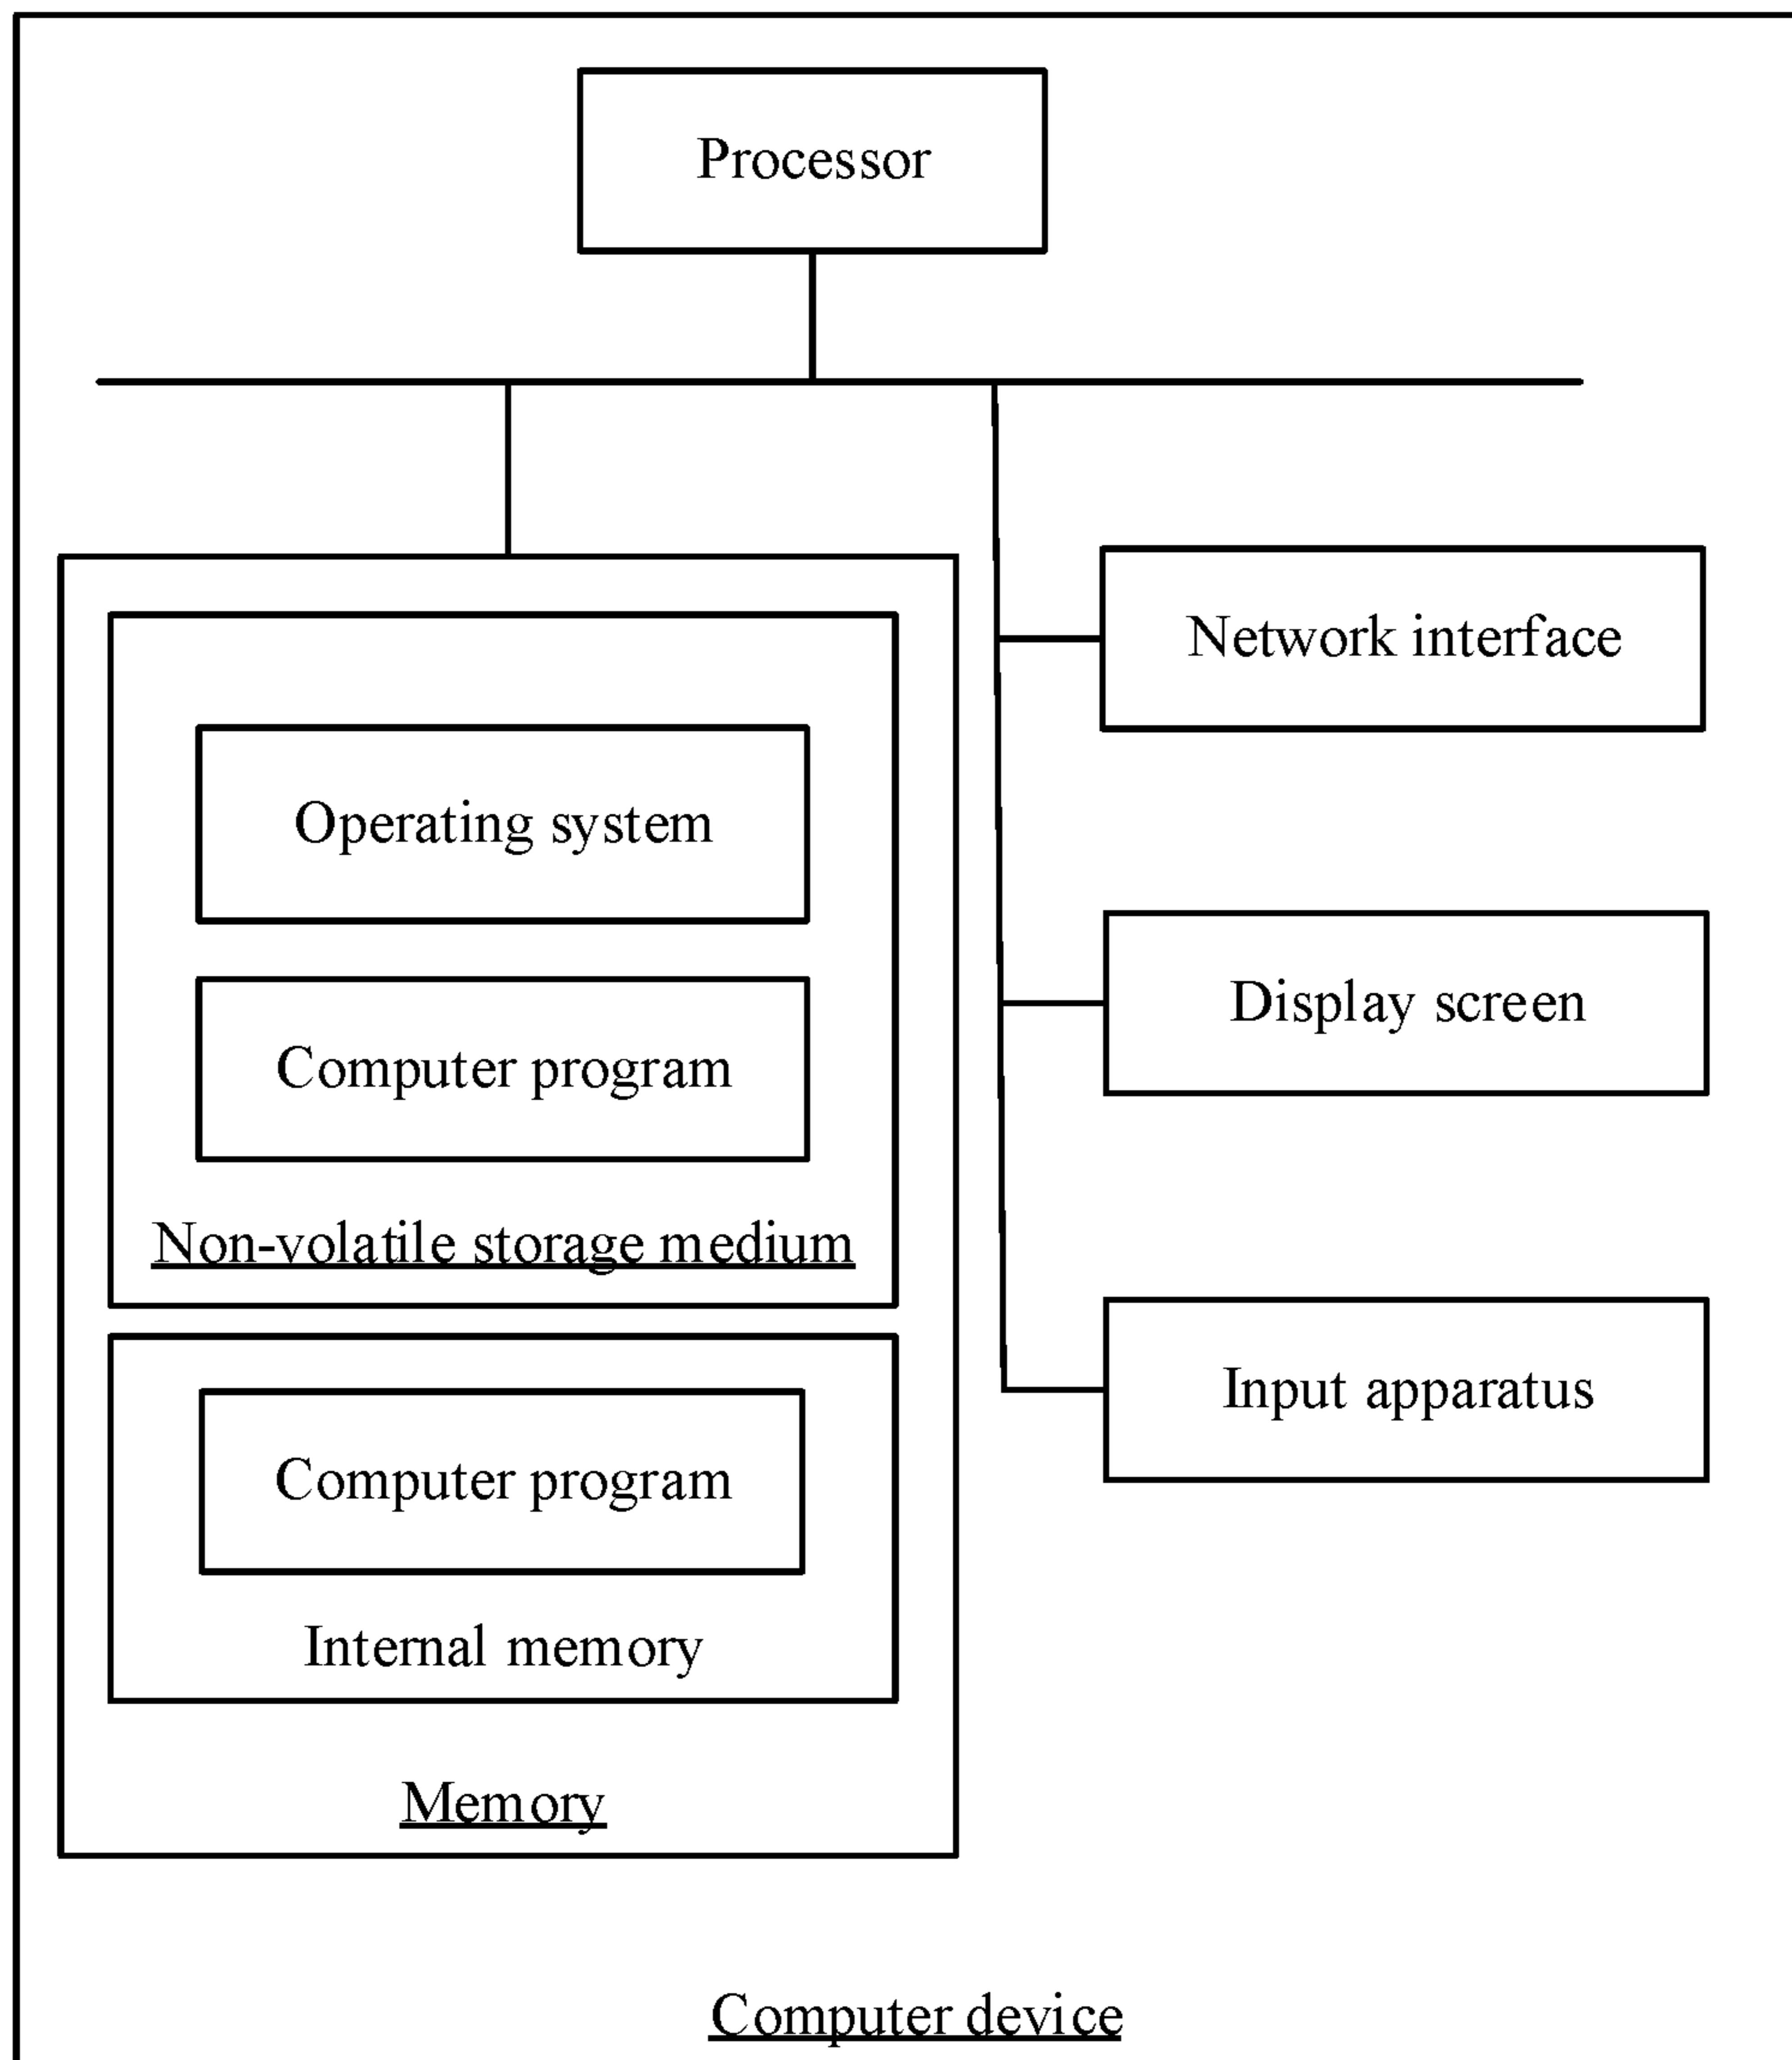 Processor
Network interface
Operating system
Display screen
Computer program
Non-volatile storage medium
Input apparatus
Computer program
Internal memory
Memory
Computer device